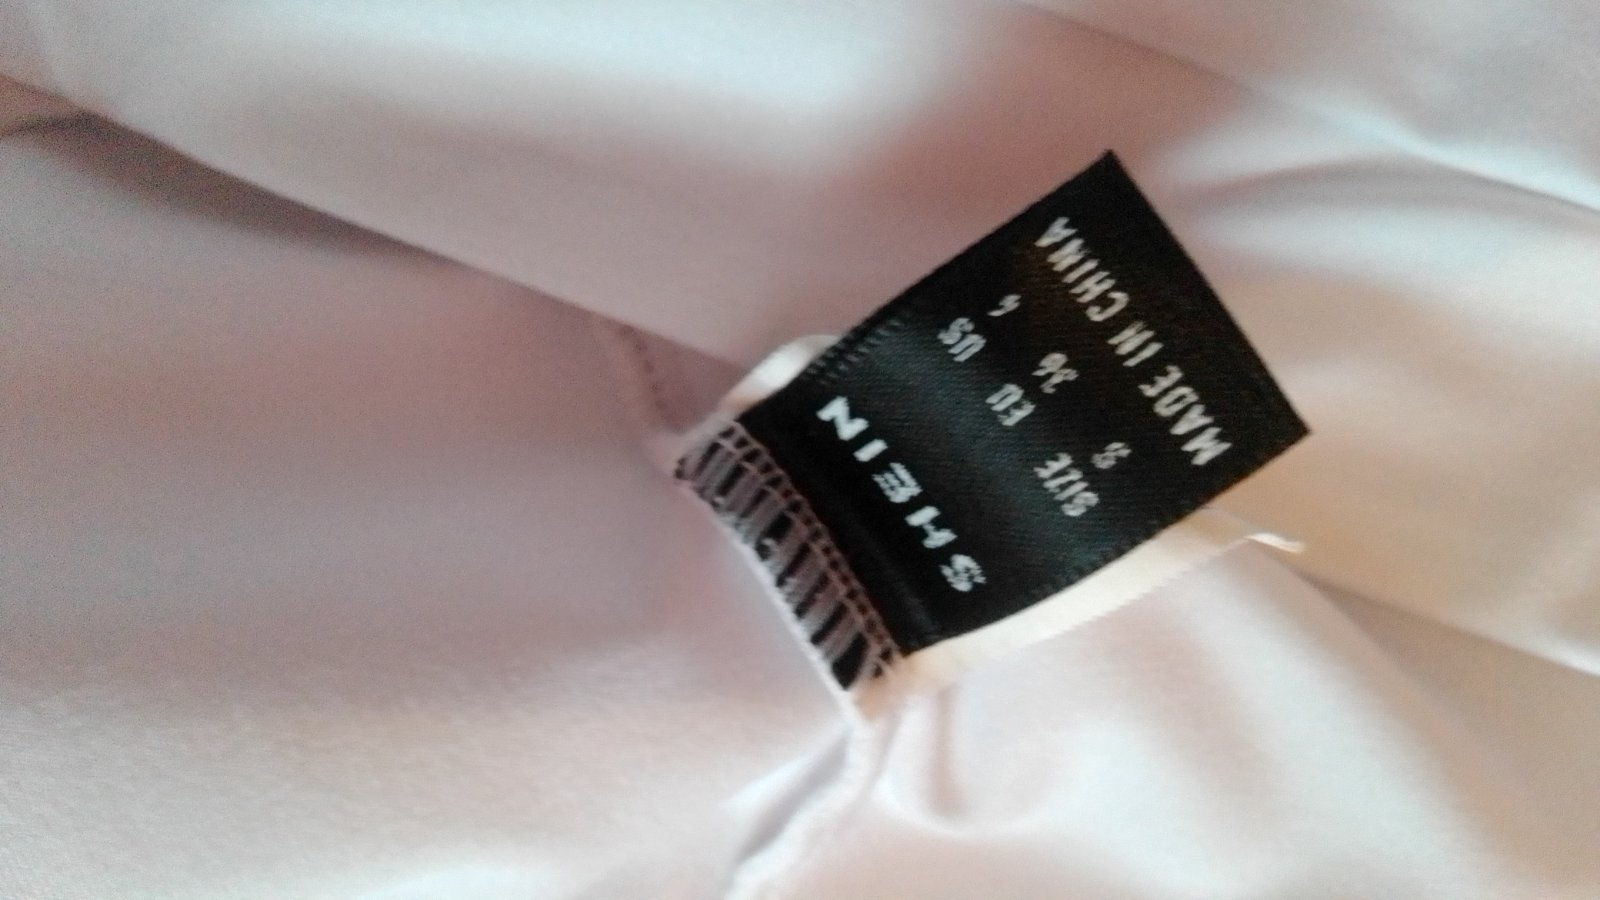 SHEIN
SIZE EU US
S 36 4
MADE IN CHINA